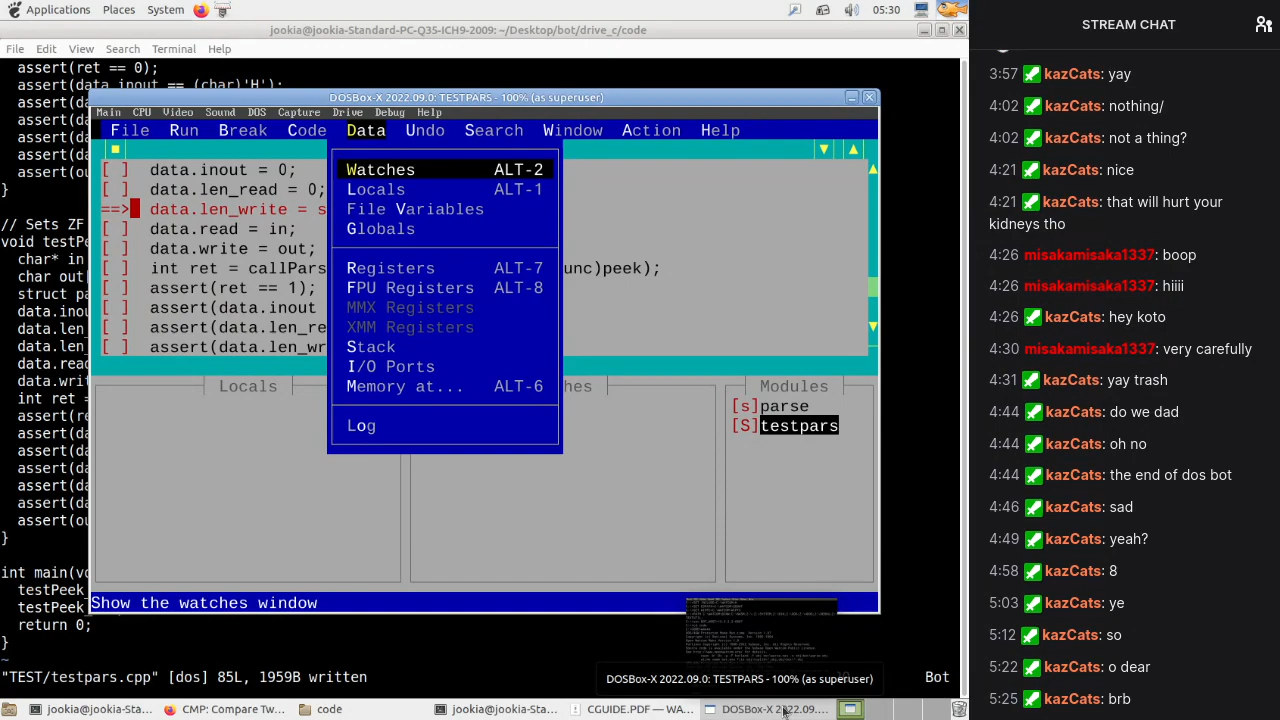 Applications Places System 05:30
jookia@jookia-Standard-PC-Q35-ICH9-2009: ~/Desktop/bot/drive_c/code
File Edit View Search Terminal Help
assert(ret == 0);
assert(data.inout == (char)'H');
DOSBox-X 2022.09.0: TESTPARS - 100% (as superuser)
Main CPU Video Sound DOS Capture Drive Debug Help
File Run Break Code Data Undo Search Window Action Help
[ ] data.inout = 0;
[ ] data.len_read = 0;
==> data.len_write = s
[ ] data.read = in;
[ ] data.write = out;
[ ] int ret = callPars
unc)peek);
[ ] assert(ret == 1);
[ ] assert(data.inout
[ ] assert(data.len_re
[ ] assert(data.len_wr
Watches ALT-2
Locals ALT-1
File Variables
Globals
Registers ALT-7
FPU Registers ALT-8
MMX Registers
XMM Registers
Stack
I/O Ports
Memory at... ALT-6
Log
Locals
hes
Modules
[s]parse
[S]testpars
Show the watches window
}
// Sets ZF
void testPe
char* in
char out[
struct pa
data.ino
data.len
data.len
data.rea
data.wri
int ret =
assert(re
assert(da
assert(da
assert(da
assert(ou
}
int main(vo
testPeek
testPeek
return 0;
}
~
"TEST/testpars.cpp" [dos] 85L, 1959B written
Bot
DOSBox-X 2022.09.0: TESTPARS - 100% (as superuser)
jookia@jookia-Sta...
CMP: Compare Tw...
code
jookia@jookia-Sta...
CGUIDE.PDF — WA...
DOSBox-X 2022.09....
STREAM CHAT
3:57 kazCats: yay
4:02 kazCats: nothing/
4:02 kazCats: not a thing?
4:21 kazCats: nice
4:21 kazCats: that will hurt your
kidneys tho
4:26 misakamisaka1337: boop
4:26 misakamisaka1337: hiiii
4:26 kazCats: hey koto
4:30 misakamisaka1337: very carefully
4:31 kazCats: yay trash
4:44 kazCats: do we dad
4:44 kazCats: oh no
4:44 kazCats: the end of dos bot
4:46 kazCats: sad
4:49 kazCats: yeah?
4:58 kazCats: 8
5:03 kazCats: ye
5:12 kazCats: so
5:22 kazCats: o dear
5:25 kazCats: brb